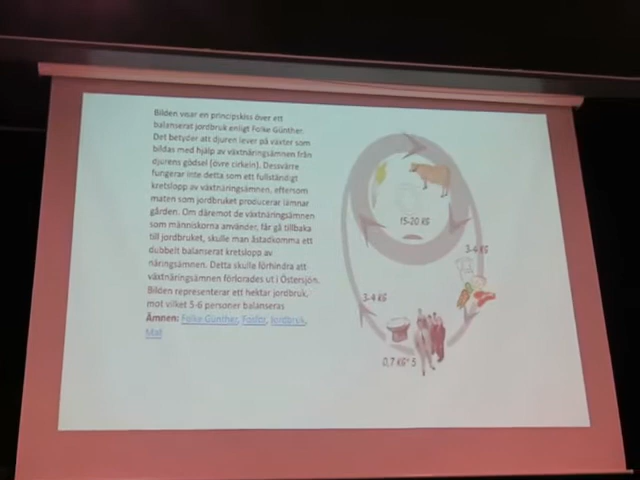 Bilden visar en principskiss över ett
balanserat jordbruk enligt Folke Günther.
Det betyder att djuren lever på växter som
bildas med hjälp av växtnäringsämnen från
djurens gödsel (övre cirkeln). Dessvärre
fungerar inte detta som ett fullständigt
kretslopp av växtnäringsämnen, eftersom
maten som jordbruket producerar lämnar
gården. Om däremot de växtnäringsämnen
som människorna använder, får gå tillbaka
till jordbruket, skulle man åstadkomma ett
dubbelt balanserat kretslopp av
näringsämnen. Detta skulle förhindra att
växtnäringsämnen förlorades ut i Östersjön.
Bilden representerar ett hektar jordbruk,
mot vilket 5-6 personer balanseras
Ämnen: Folke Günther, Fosfor, Jordbruk,
Mat
15-20 KG
3-4 KG
3-4 KG
0,7 KG* 5